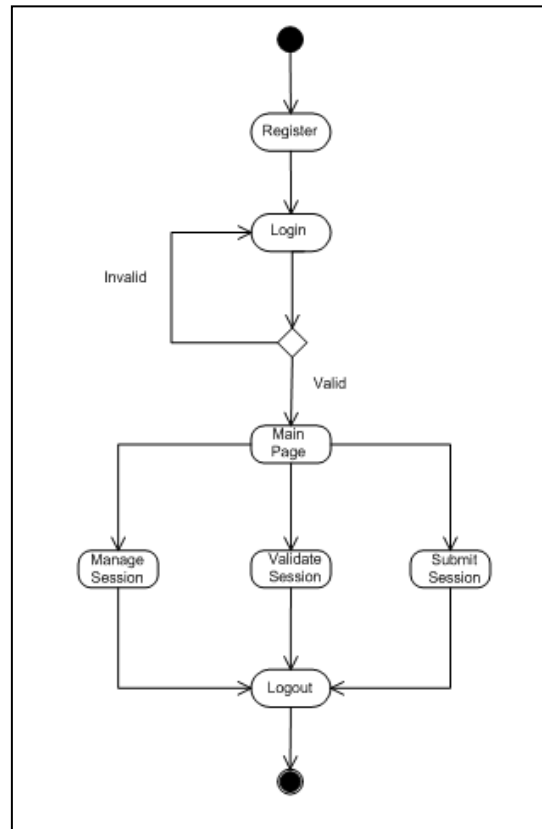 Register
Login
Invalid
Valid
Main
Page
Manage
Session
Validate
Session
Submit
Session
Logout